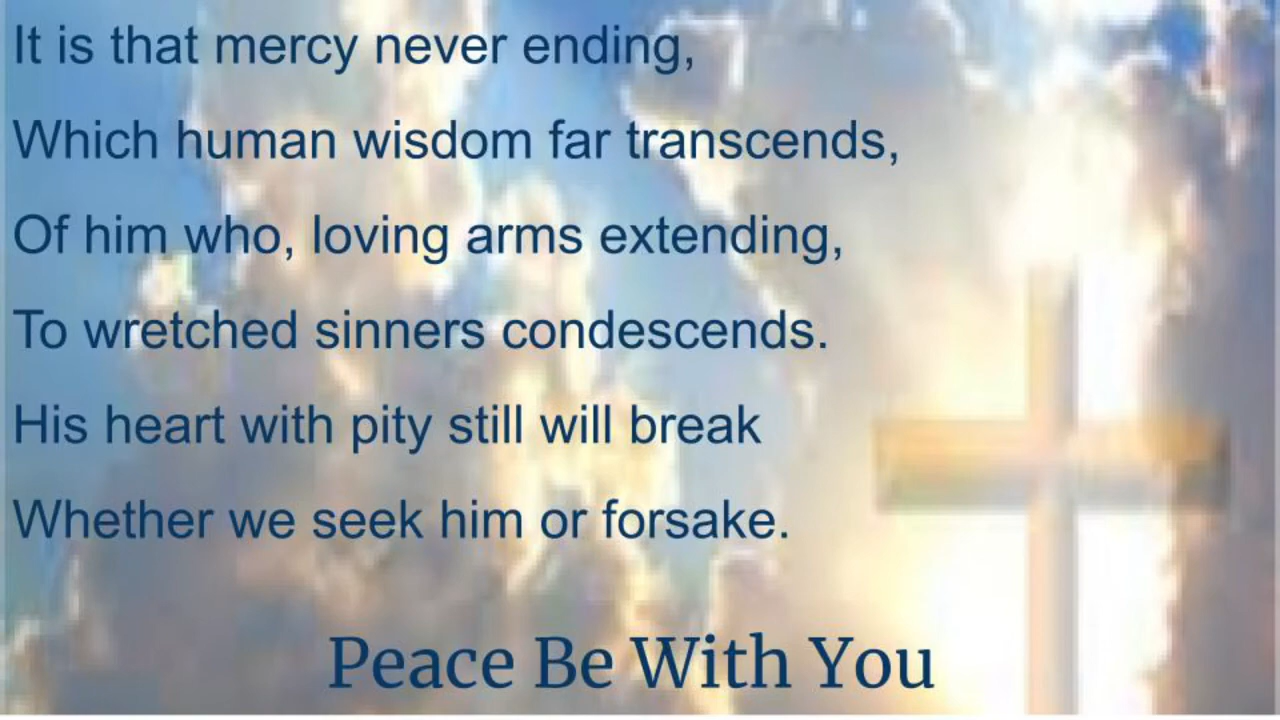 It is that mercy never ending,
Which human wisdom far transcends,
Of him who, loving arms extending,
To wretched sinners condescends.
His heart with pity still will break
Whether we seek him or forsake.
Peace Be With You